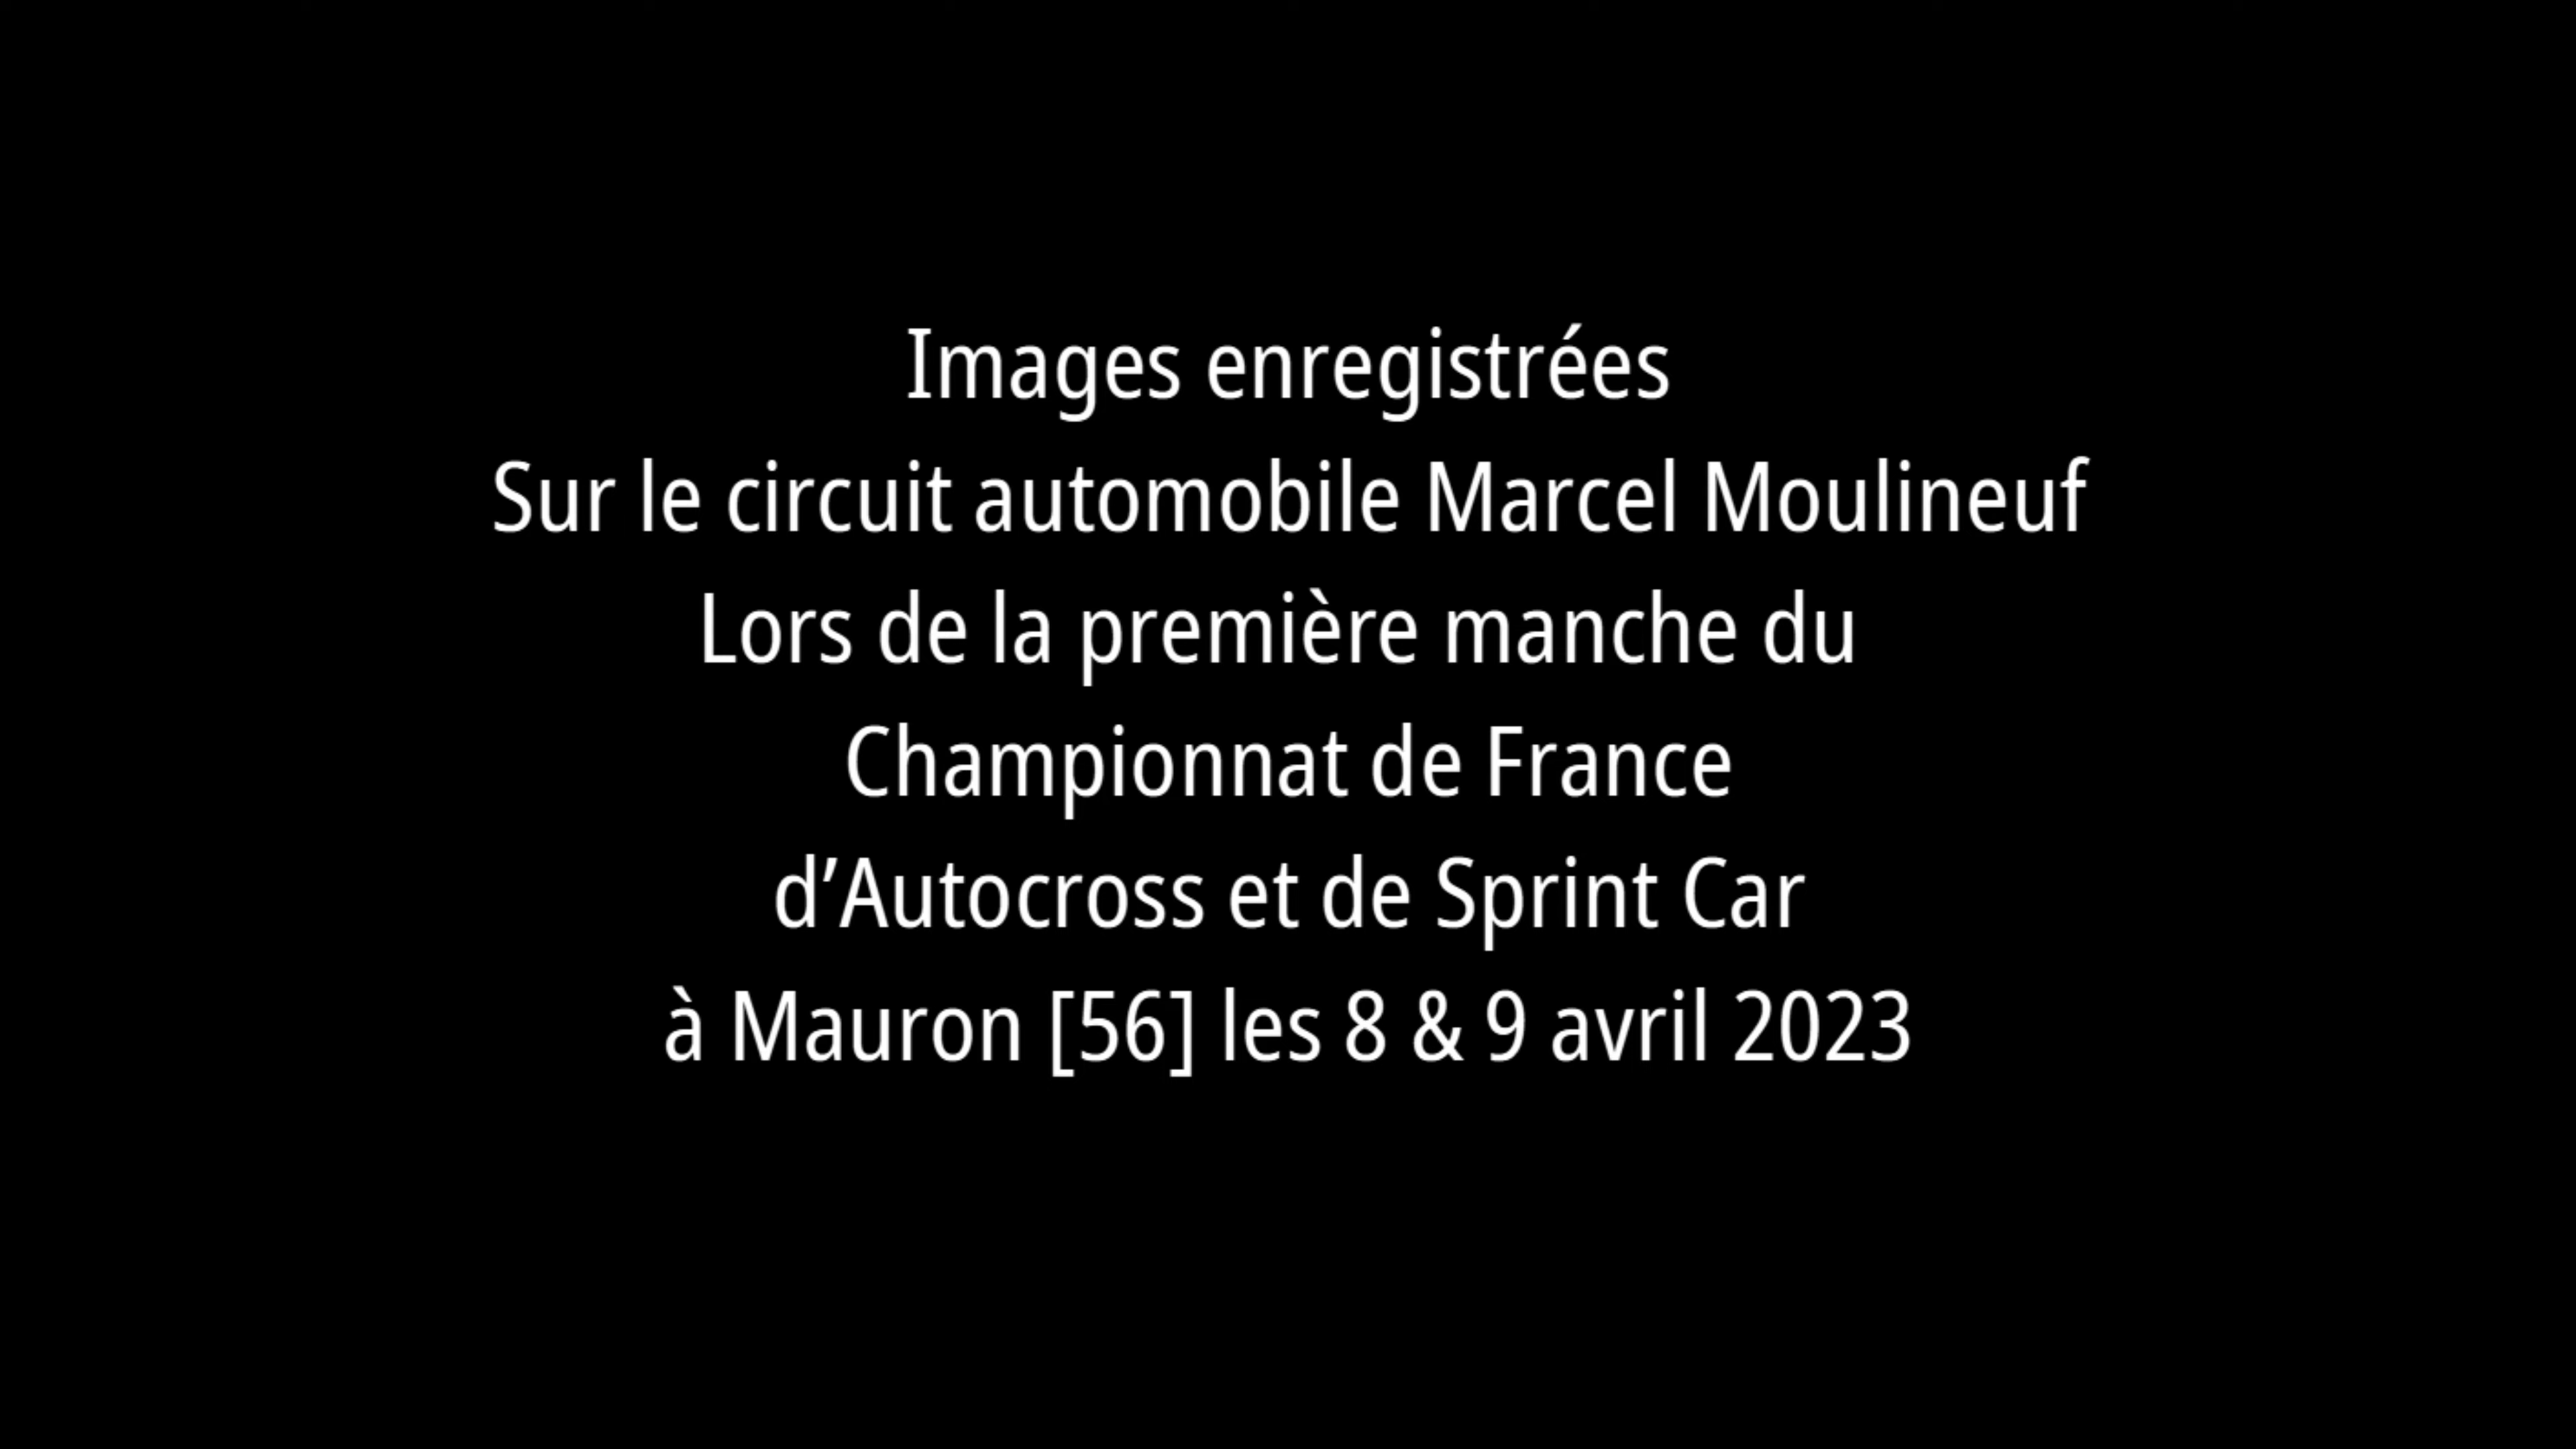 Images enregistrées
Sur le circuit automobile Marcel Moulineuf
Lors de la première manche du
Championnat de France
d’Autocross et de Sprint Car
à Mauron [56] les 8 & 9 avril 2023